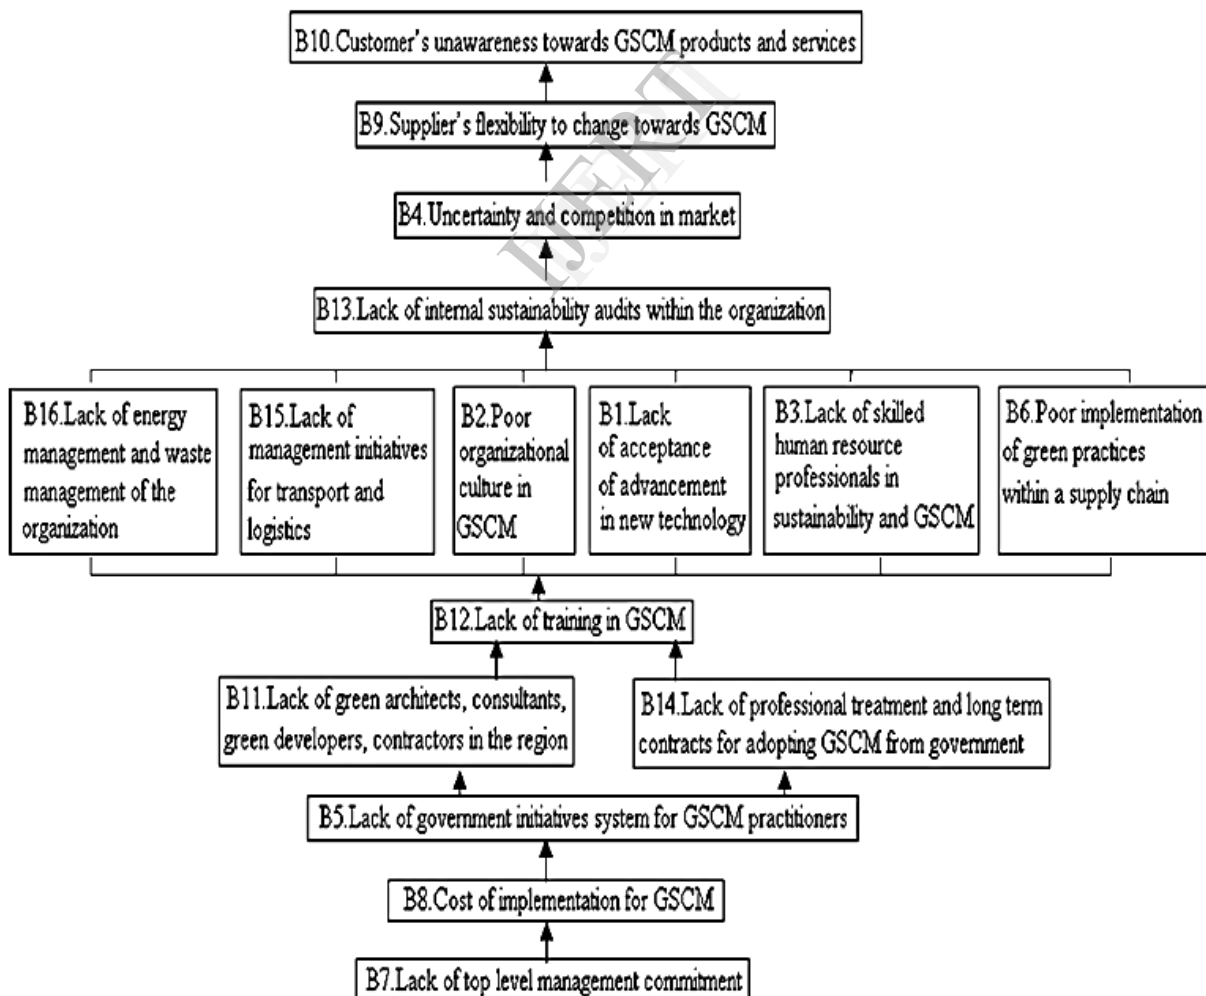 B10.Customer's unawareness towards GSCM products and services
B9.Supplier's flexibility to change towards GSCM
B4.Uncertainty and competition in market
IJERT
B13.Lack of internal sustainability audits within the organization
B16.Lack of energy
management and waste
management of the
organization
B15.Lack of
management initiatives
for transport and
logistics
B2.Poor
organizational
culture in
GSCM
B1.Lack
of acceptance
of advancement
in new technology
B3.Lack of skilled
human resource
professionals in
sustainability and GSCM
B6.Poor implementation
of green practices
within a supply chain
B12.Lack of training in GSCM
B11.Lack of green architects, consultants,
green developers, contractors in the region
B14.Lack of professional treatment and long term
contracts for adopting GSCM from government
B5.Lack of government initiatives system for GSCM practitioners
B8.Cost of implementation for GSCM
B7.Lack of top level management commitment